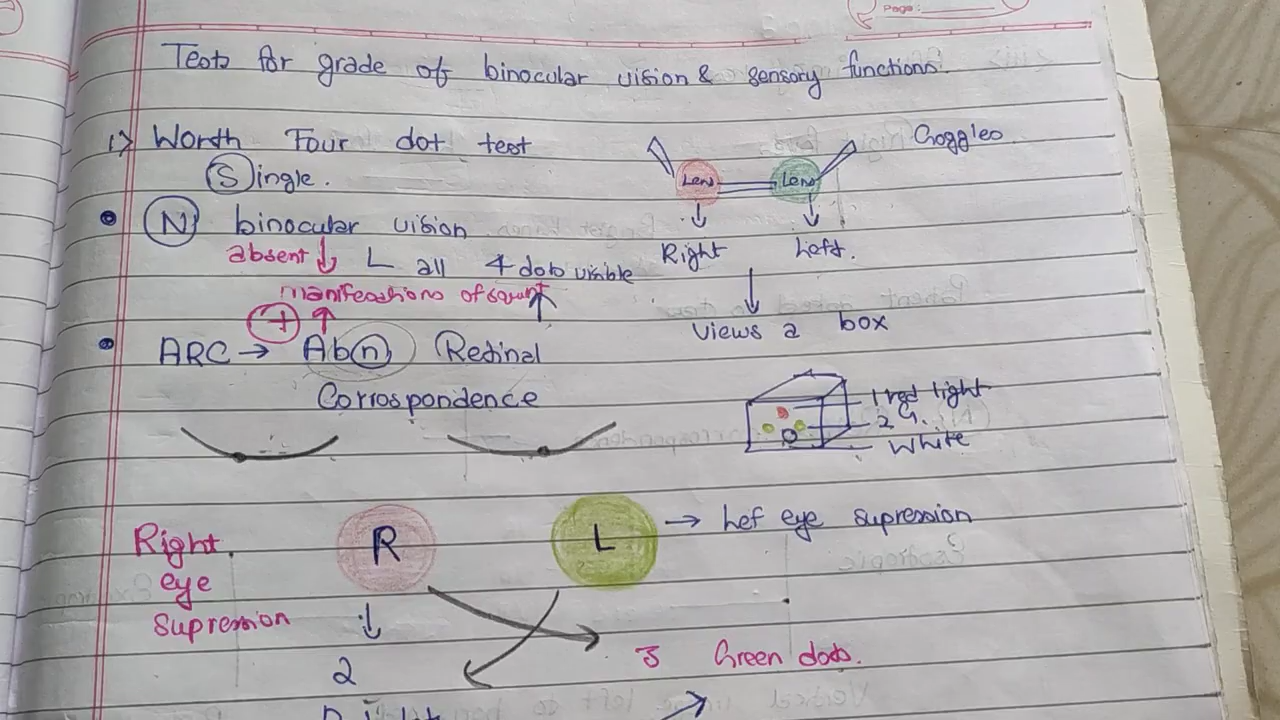 Page:
Tests for grade of binocular vision & sensory functions.
1) Worth Four dot test
Goggles
Single.
Lens
Lens
N binocular vision
Right
Left.
absent ↓ L all 4 dots visible
manifestations of squint
+
views a box
ARC → Abn Retinal
Corrospondence
1 red light
2 G.
White
Right
eye
Supression
R
L
→ Lef eye supression
2
3 Green dots.